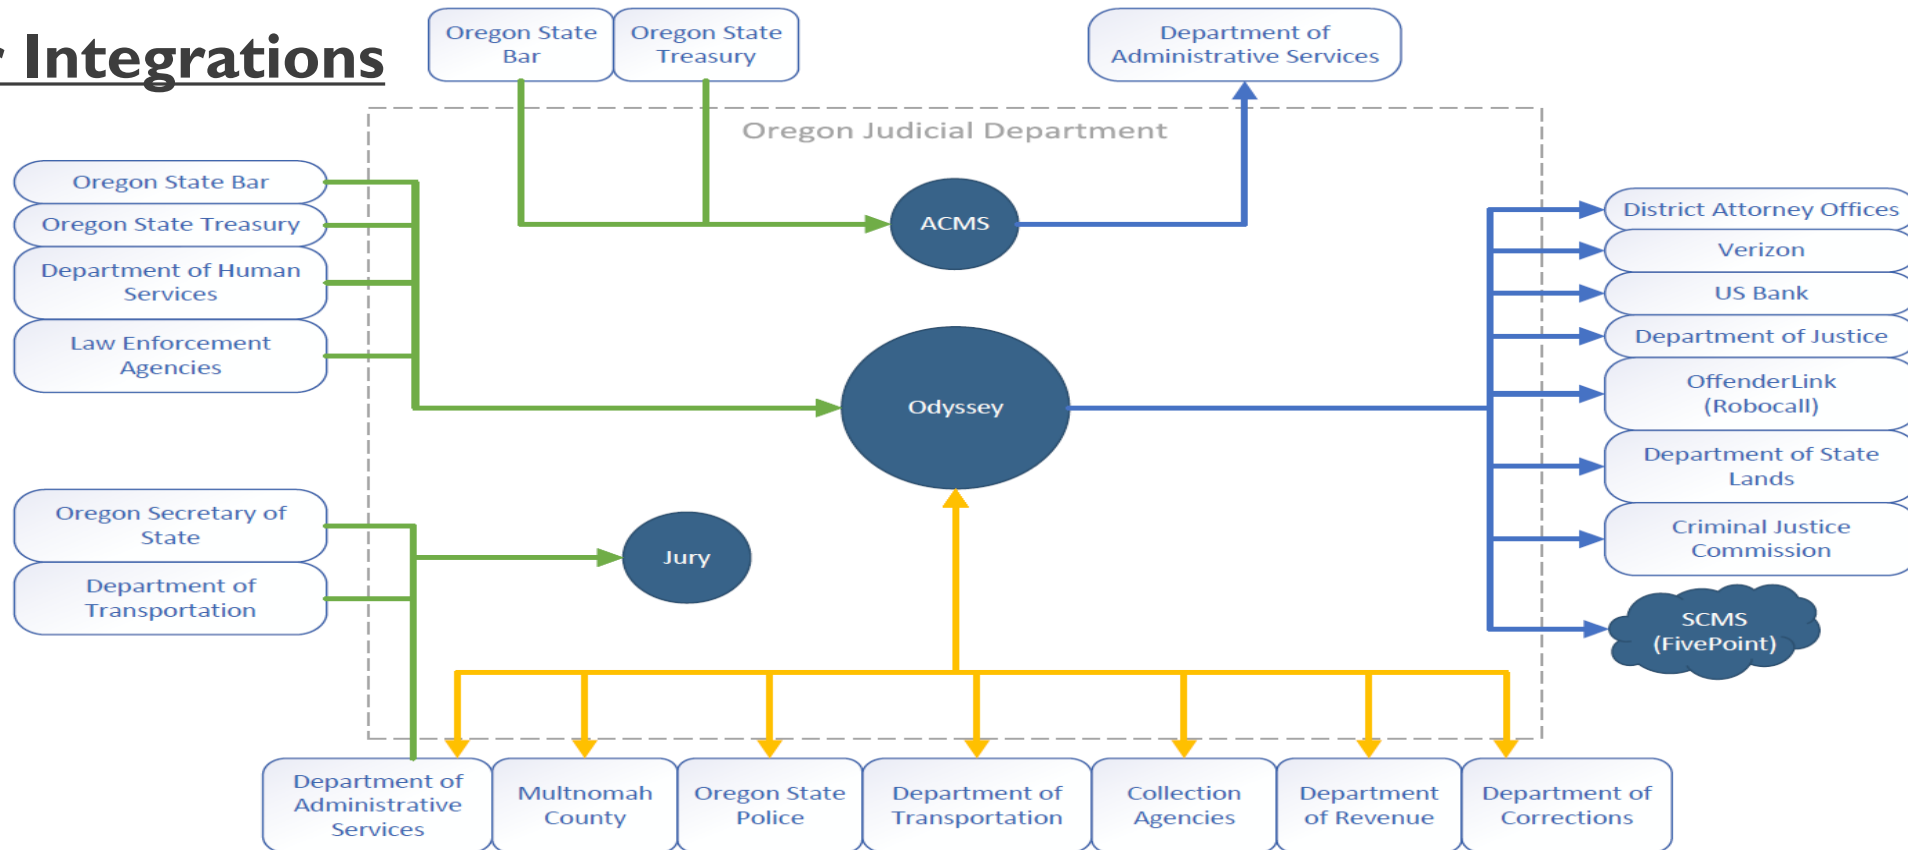 r Integrations
Oregon State
Bar
Oregon State
Treasury
Department of
Administrative Services
Oregon Judicial Department
Oregon State Bar
Oregon State Treasury
Department of Human
Services
Law Enforcement
Agencies
Oregon Secretary of
State
Department of
Transportation
ACMS
Odyssey
Jury
District Attorney Offices
Verizon
US Bank
Department of Justice
OffenderLink
(Robocall)
Department of State
Lands
Criminal Justice
Commission
SCMS
(FivePoint)
Department of
Administrative
Services
Multnomah
County
Oregon State
Police
Department of
Transportation
Collection
Agencies
Department
of Revenue
Department of
Corrections